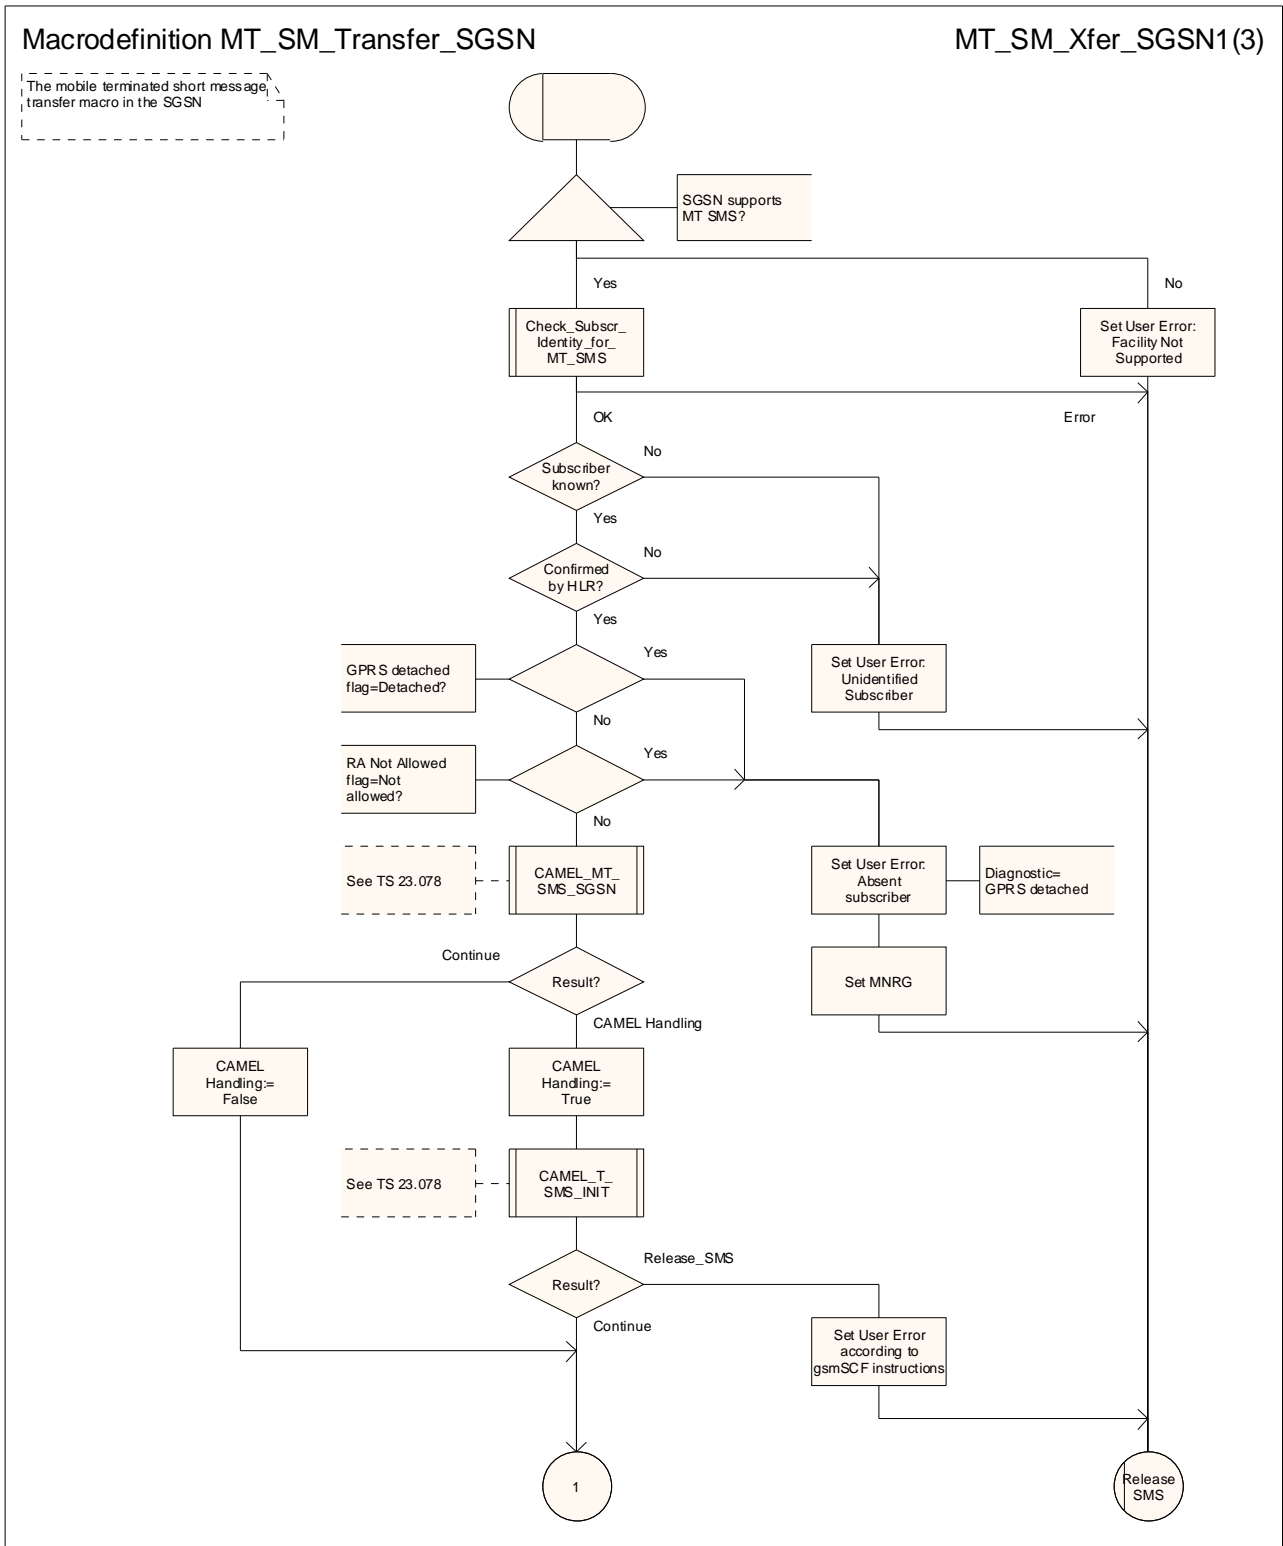 Macrodefinition MT_SM_Transfer_SGSN
MT_SM_Xfer_SGSN1(3)
The mobile terminated short message
transfer macro in the SGSN
SGSN supports
MT SMS?
Yes
No
Check_Subscr_
Identity_for_
MT_SMS
Set User Error:
Facility Not
Supported
OK
Error
Subscriber
known?
No
Yes
Confirmed
by HLR?
No
Yes
GPRS detached
flag=Detached?
Yes
Set User Error:
Unidentified
Subscriber
No
RA Not Allowed
flag=Not
allowed?
Yes
No
See TS 23.078
CAMEL_MT_
SMS_SGSN
Set User Error:
Absent
subscriber
Diagnostic=
GPRS detached
Continue
Result?
Set MNRG
CAMEL Handling
CAMEL
Handling:=
False
CAMEL
Handling:=
True
See TS 23.078
CAMEL_T_
SMS_INIT
Release_SMS
Result?
Continue
Set User Error
according to
gsmSCF instructions
1
Release
SMS